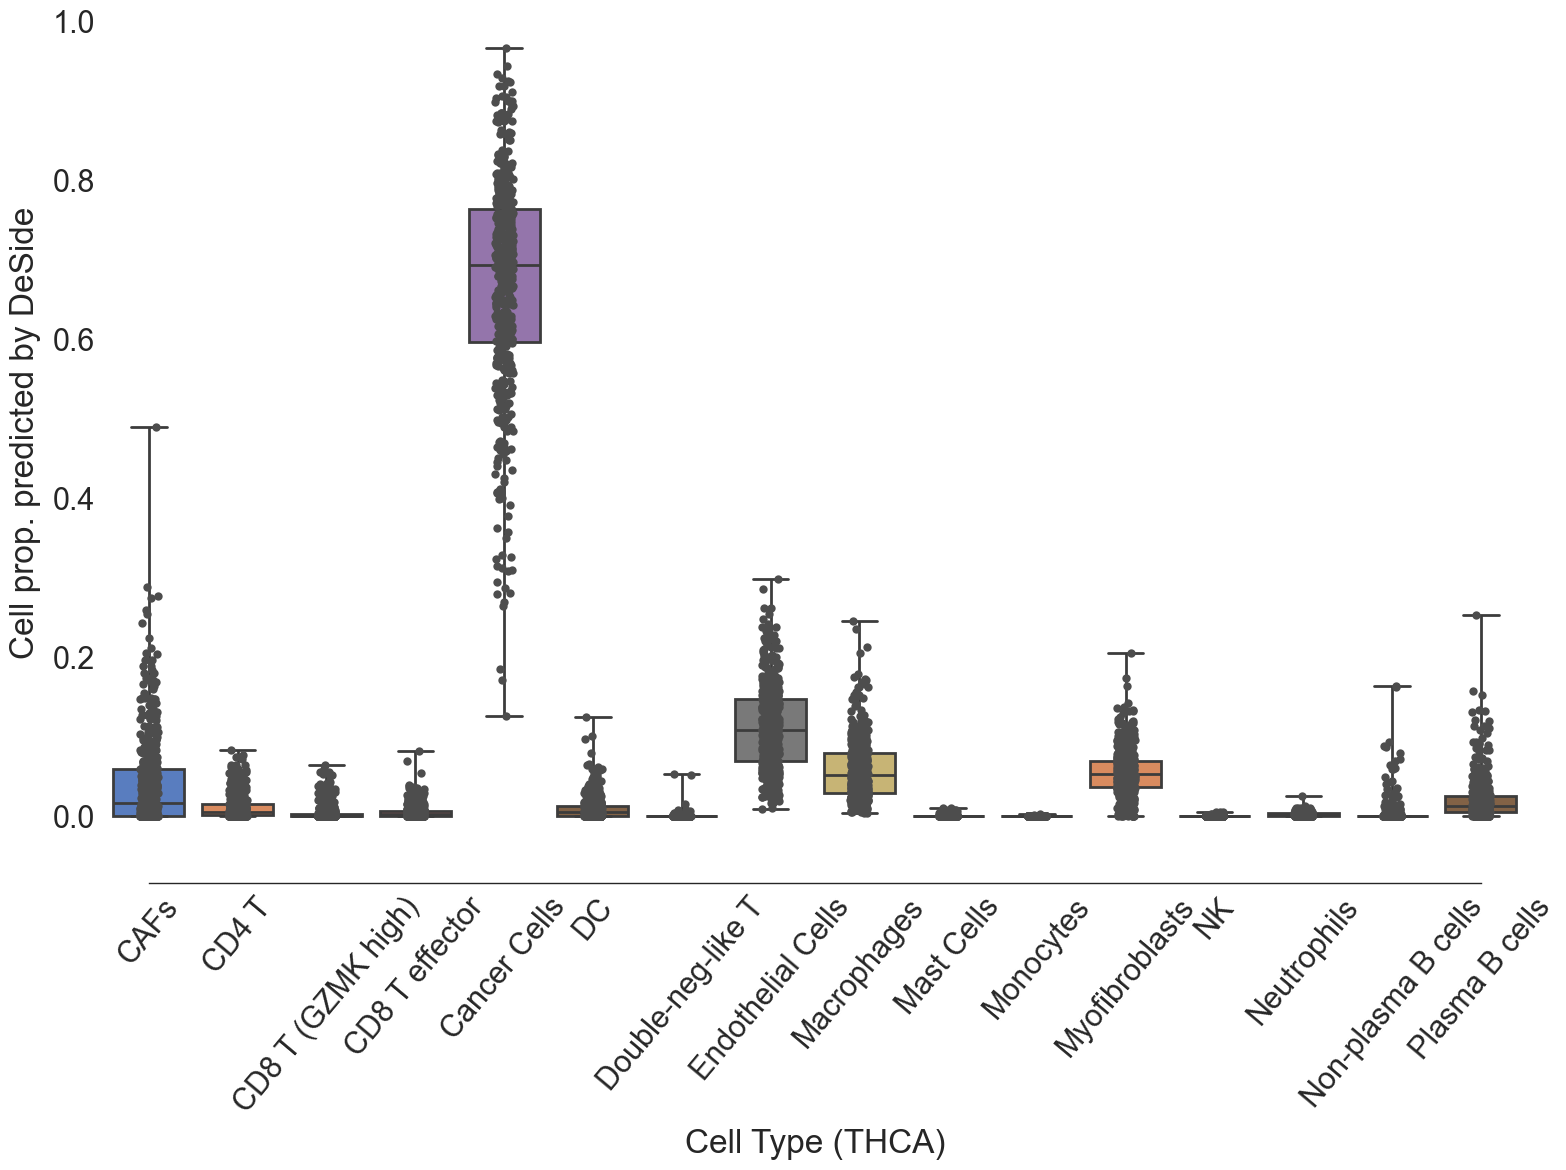 Cell prop. predicted by DeSide
1.0
0.8
0.6
0.4
0.2
0.0
CAFs
CD4 T
CD8 T (GZMK high)
CD8 T effector
Cancer Cells
DC
Double-neg-like T
Endothelial Cells
Macrophages
Mast Cells
Monocytes
Myofibroblasts
NK
Neutrophils
Non-plasma B cells
Plasma B cells
Cell Type (THCA)